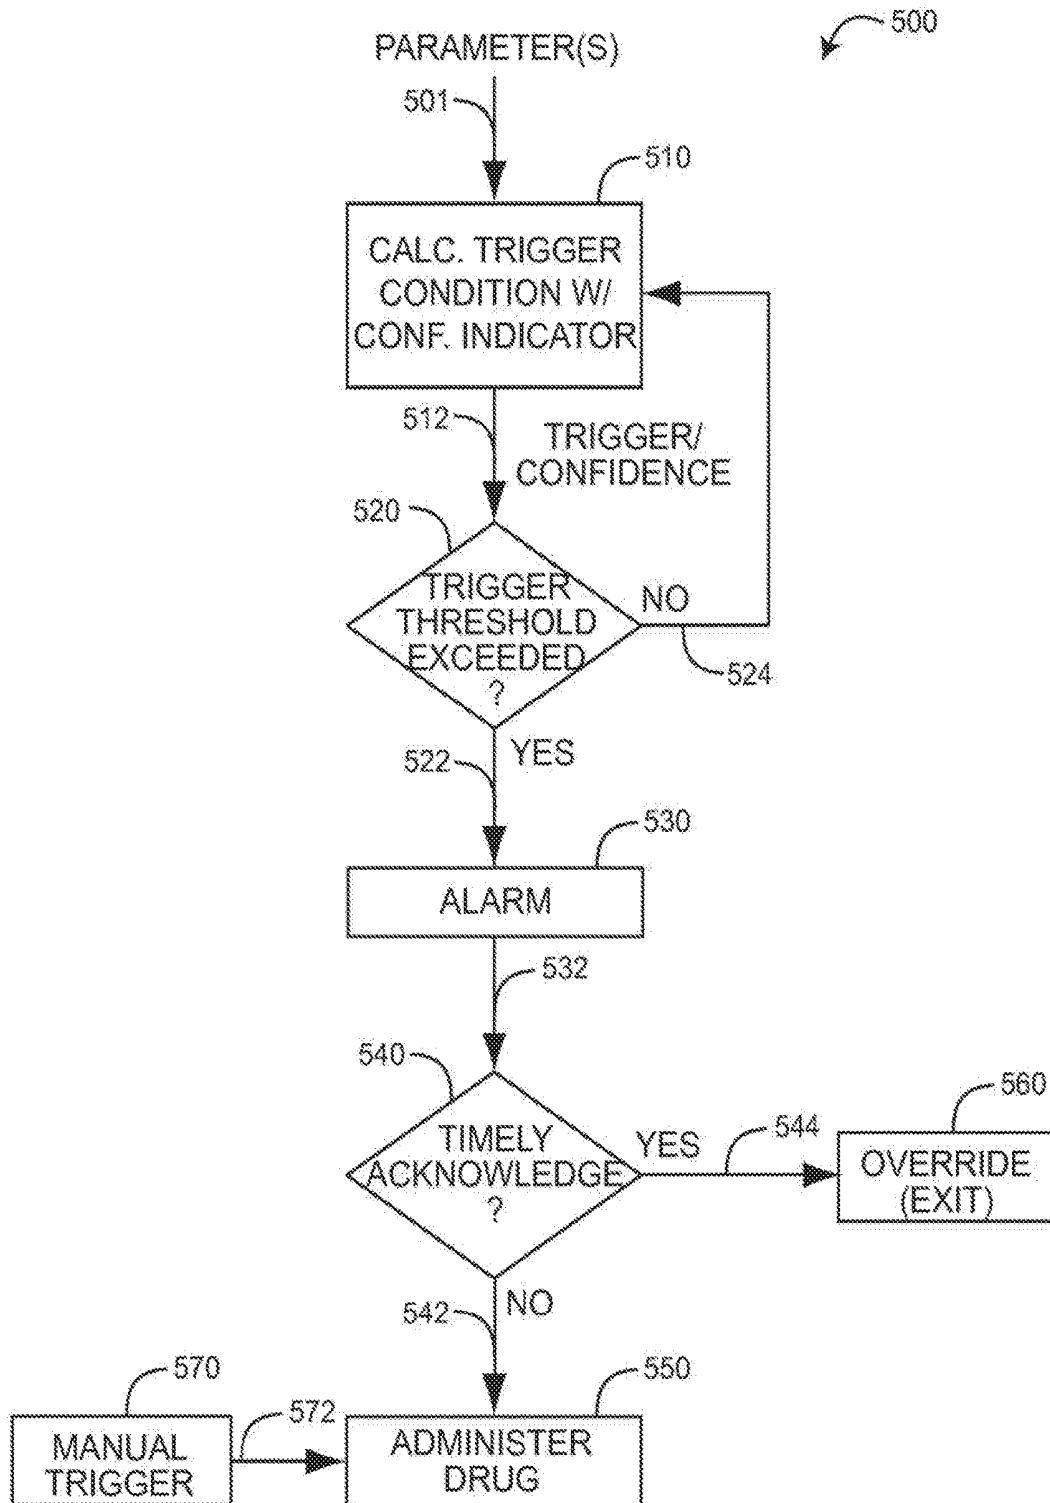 500
PARAMETER(S)
501
510
CALC. TRIGGER
CONDITION W/
CONF. INDICATOR
512
TRIGGER/
CONFIDENCE
520
TRIGGER
THRESHOLD
EXCEEDED
?
NO
524
YES
522
530
ALARM
532
540
TIMELY
ACKNOWLEDGE
?
YES
544
560
OVERRIDE
(EXIT)
NO
542
570
572
550
MANUAL
TRIGGER
ADMINISTER
DRUG